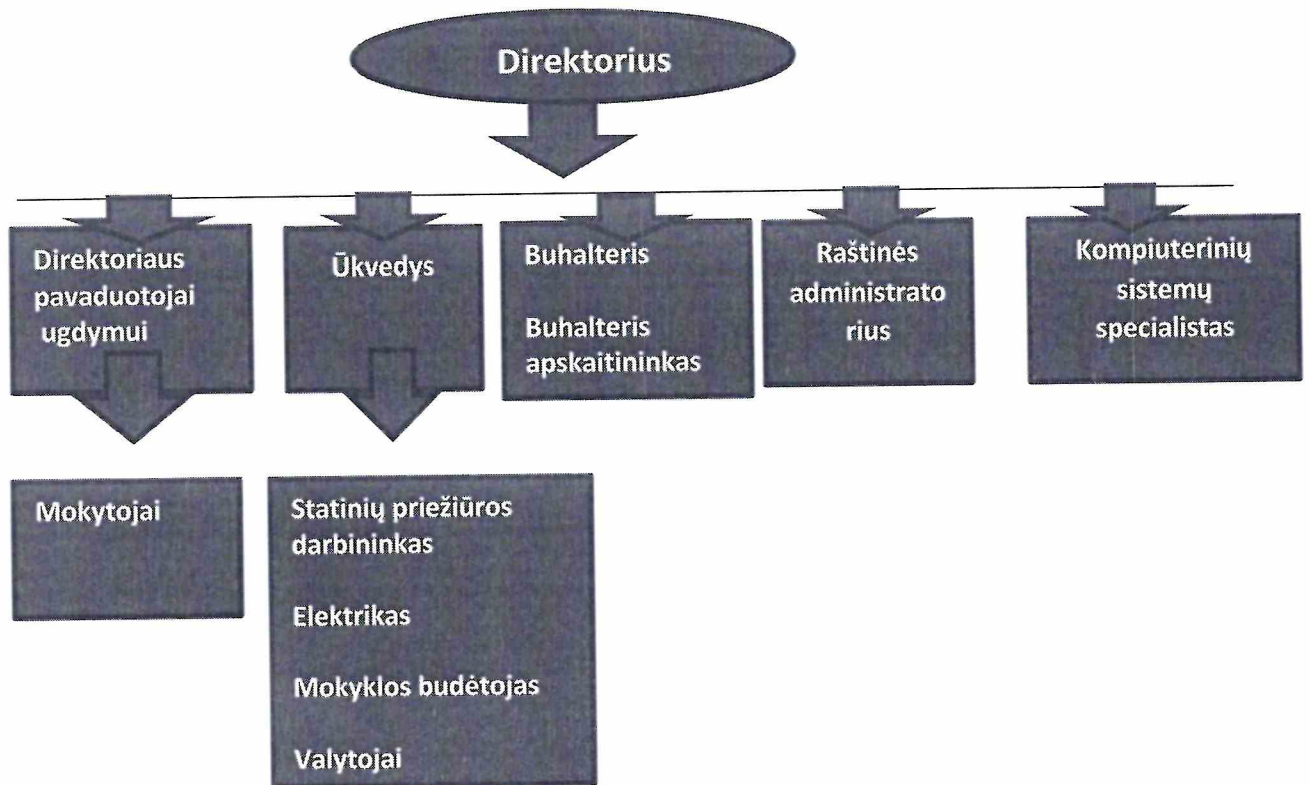 Direktorius
Direktoriaus
pavaduotojai
ugdymui
Ūkvedys
Buhalteris
Buhalteris
apskaitininkas
Raštinės
administrato
rius
Kompiuterinių
sistemų
specialistas
Mokytojai
Statinių priežiūros
darbininkas
Elektrikas
Mokyklos budėtojas
Valytojai